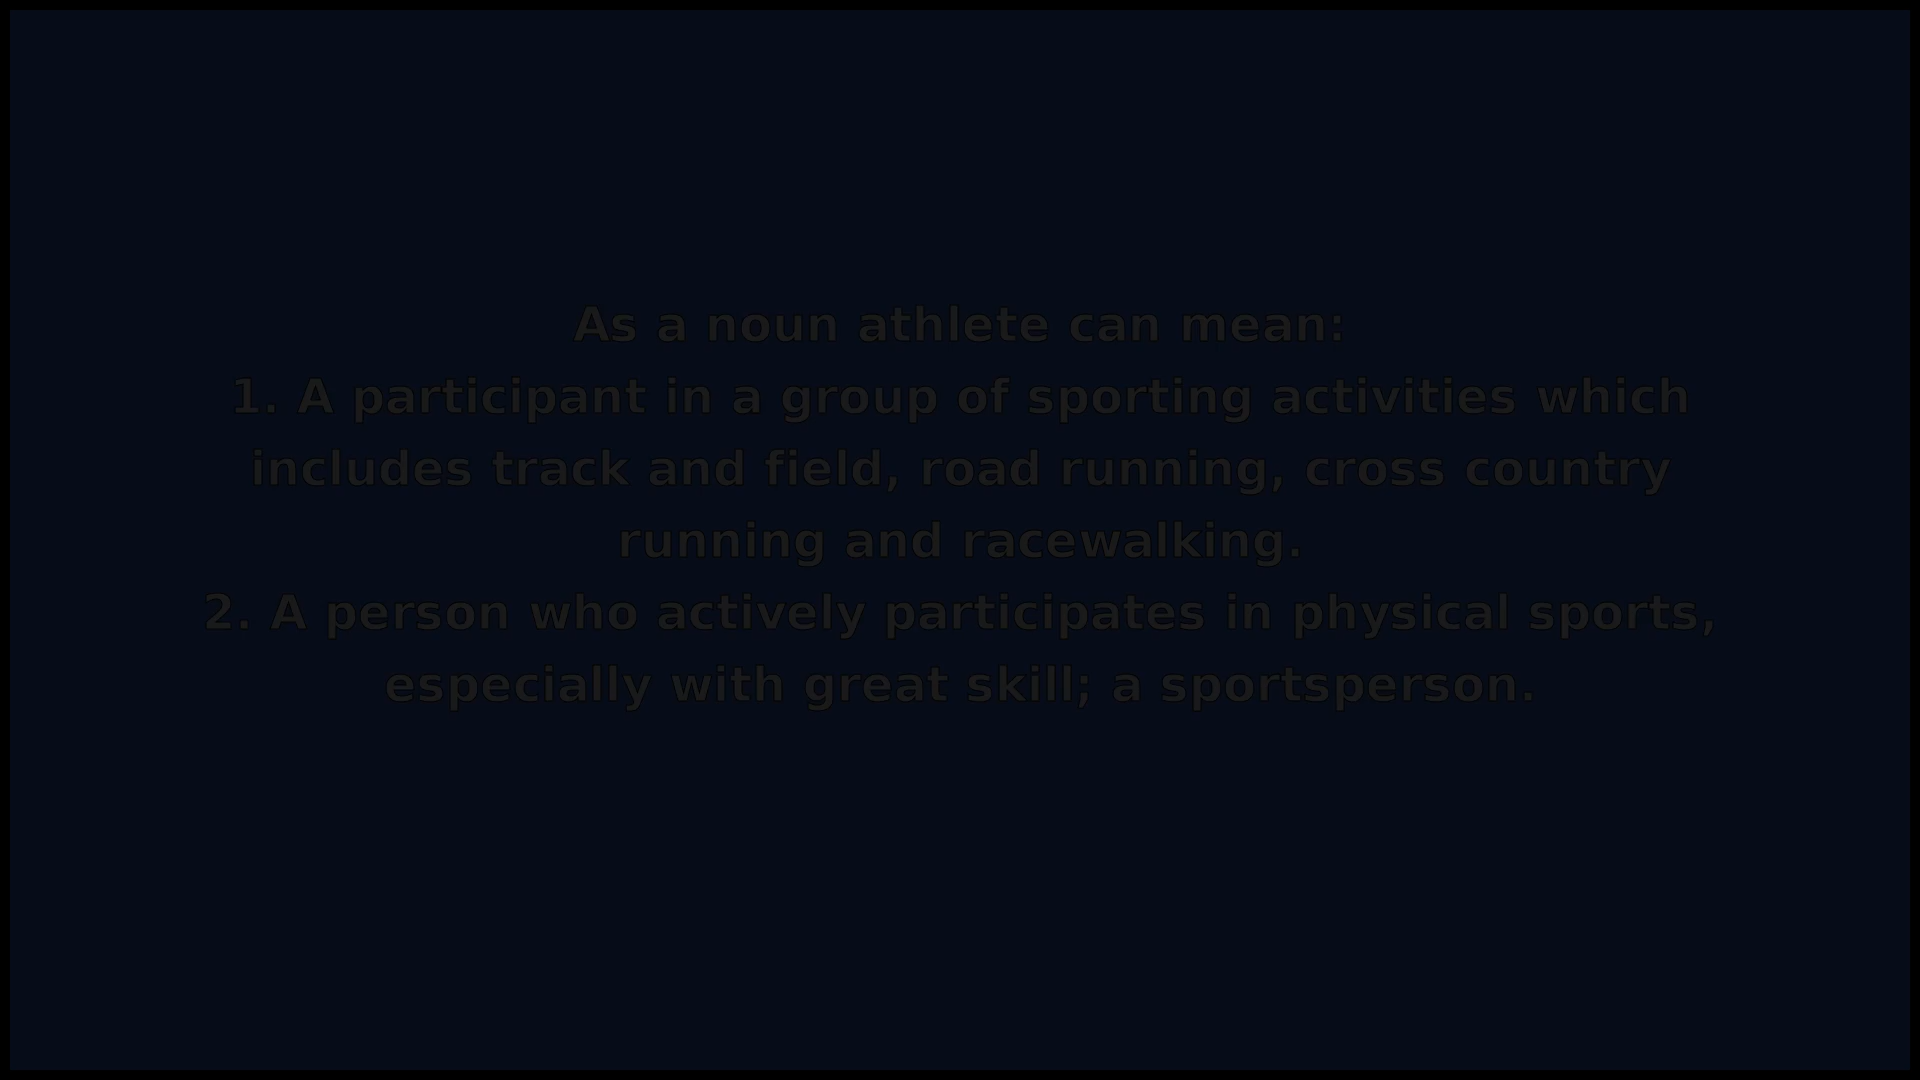 As a noun athlete can mean:
1. A participant in a group of sporting activities which
includes track and field, road running, cross country
running and racewalking.
2. A person who actively participates in physical sports,
especially with great skill; a sportsperson.